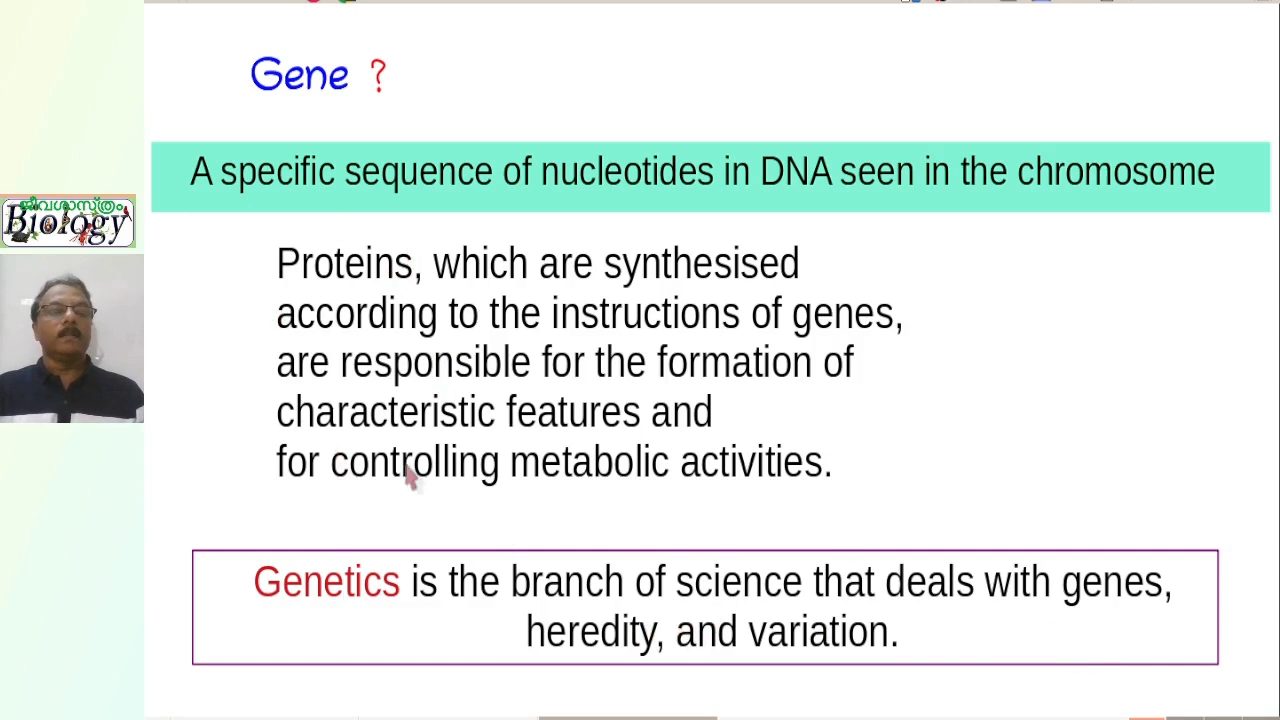 Gene ?
A specific sequence of nucleotides in DNA seen in the chromosome
ജീവശാസ്ത്രം
Biology
Proteins, which are synthesised
according to the instructions of genes,
are responsible for the formation of
characteristic features and
for controlling metabolic activities.
Genetics is the branch of science that deals with genes,
heredity, and variation.